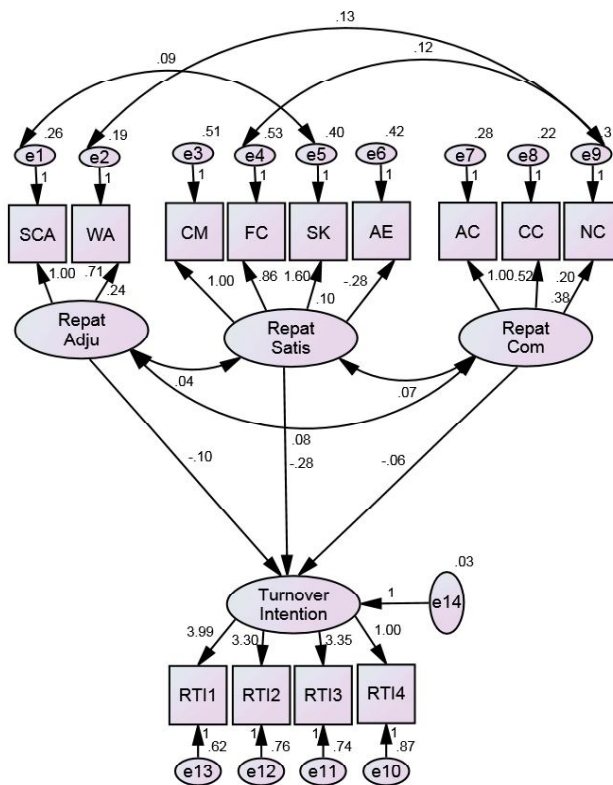 .13
.09
.12
.26
.19
.51
.53
.40
.42
.28
.22
.3
e1
e2
e3
e4
e5
e6
e7
e8
e9
1
1
1
1
1
1
1
1
1
SCA
WA
CM
FC
SK
AE
AC
CC
NC
1.00
.71
1.00
.86
1.60
-.28
1.00
.52
.20
.24
.10
.38
Repat
Adju
Repat
Satis
Repat
Com
.04
.07
.08
-.10
-.28
-.06
.03
Turnover
Intention
1
e14
3.99
3.30
3.35
1.00
RTI1
RTI2
RTI3
RTI4
1
1
1
1
.62
.76
.74
.87
e13
e12
e11
e10